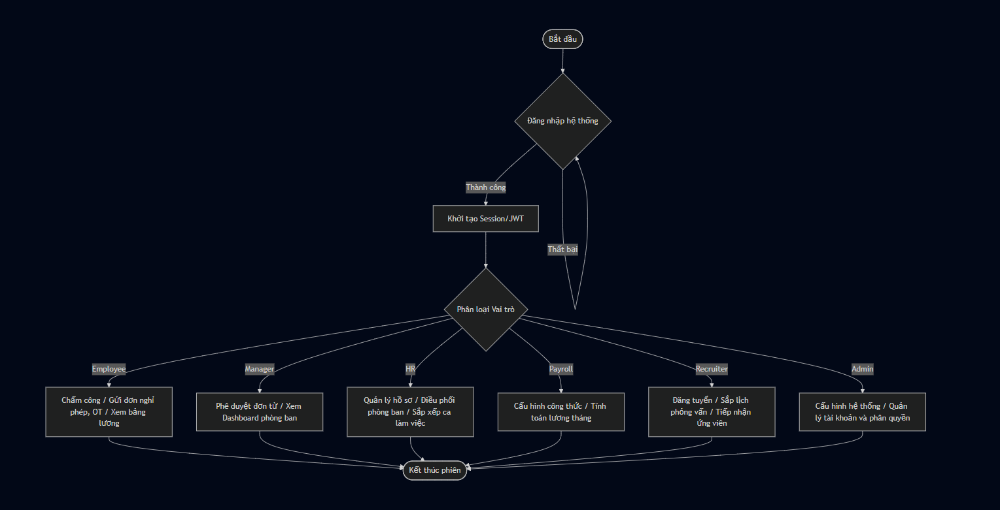 Bắt đầu
Đăng nhập hệ thống
Thành công
Khởi tạo Session/JWT
Thất bại
Phân loại Vai trò
Employee
Manager
HR
Payroll
Recruiter
Admin
Chấm công / Gửi đơn nghỉ
phép, OT / Xem bảng
lương
Phê duyệt đơn từ / Xem
Dashboard phòng ban
Quản lý hồ sơ / Điều phối
phòng ban / Sắp xếp ca
làm việc
Cấu hình công thức / Tính
toán lương tháng
Đăng tuyển / Sắp lịch
phỏng vấn / Tiếp nhận
ứng viên
Cấu hình hệ thống / Quản
lý tài khoản và phân quyền
Kết thúc phiên